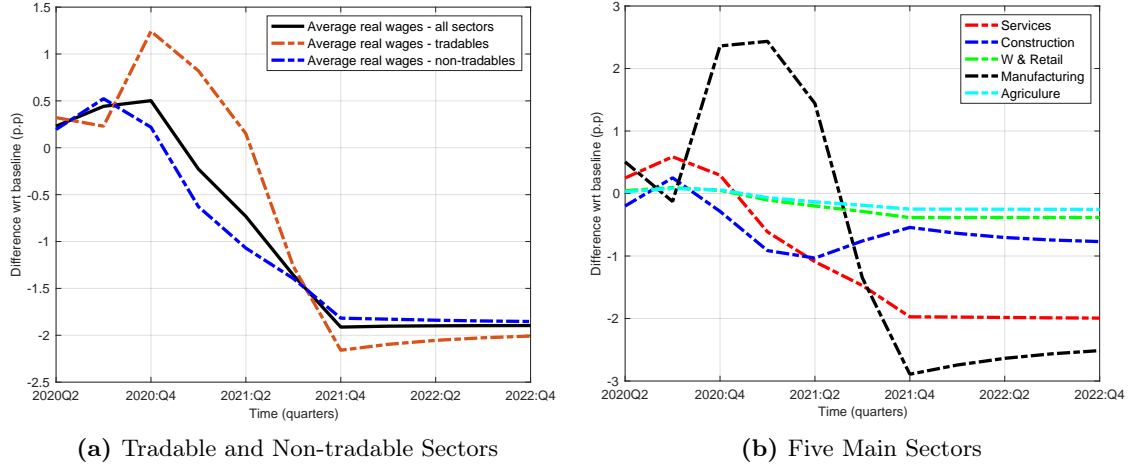 1.5
1
0.5
0
-0.5
-1
-1.5
-2
-2.5
Difference wrt baseline (p.p)
Average real wages - all sectors
Average real wages - tradables
Average real wages - non-tradables
2020Q2 2020:Q4 2021:Q2 2021:Q4 2022:Q2 2022:Q4
Time (quarters)
(a) Tradable and Non-tradable Sectors
3
2
1
0
-1
-2
-3
Difference wrt baseline (p.p)
Services
Construction
W & Retail
Manufacturing
Agriculure
2020Q2 2020:Q4 2021:Q2 2021:Q4 2022:Q2 2022:Q4
Time (quarters)
(b) Five Main Sectors